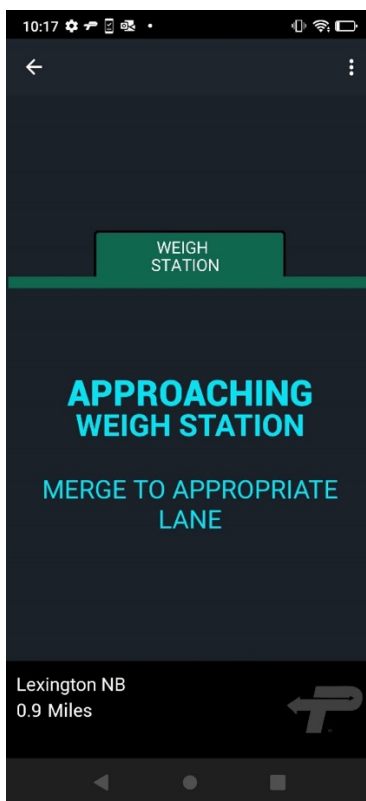 10:17
WEIGH
STATION
APPROACHING
WEIGH STATION
MERGE TO APPROPRIATE
LANE
Lexington NB
0.9 Miles